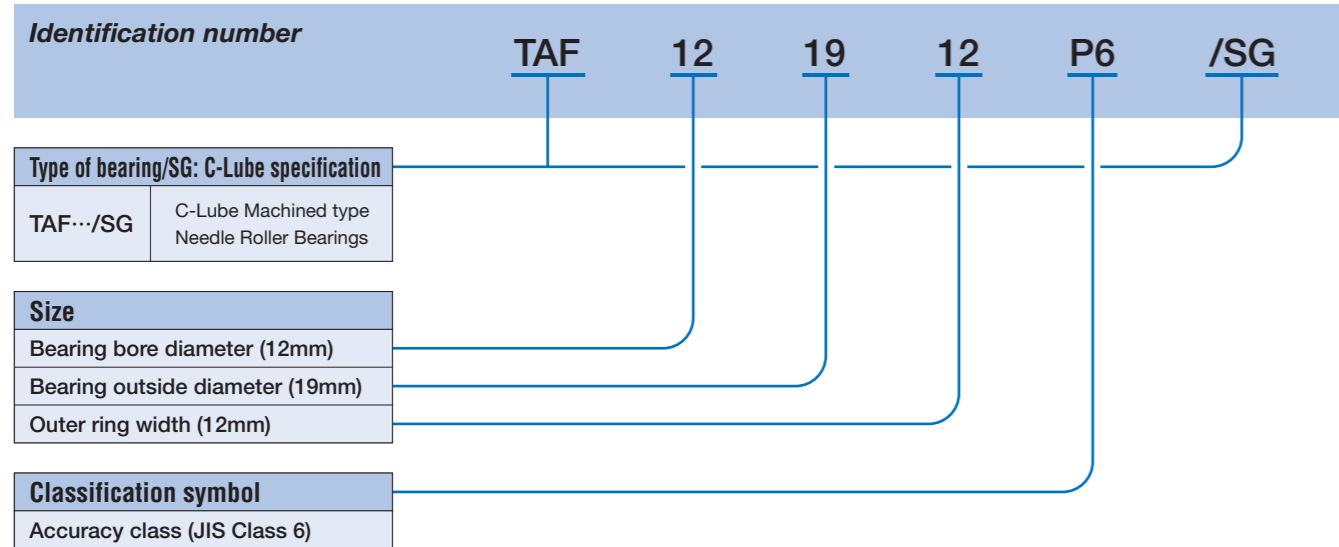 Identification number
TAF 12 19 12 P6 /SG
Type of bearing/SG: C-Lube specification
TAF···/SG
C-Lube Machined type
Needle Roller Bearings
Size
Bearing bore diameter (12mm)
Bearing outside diameter (19mm)
Outer ring width (12mm)
Classification symbol
Accuracy class (JIS Class 6)